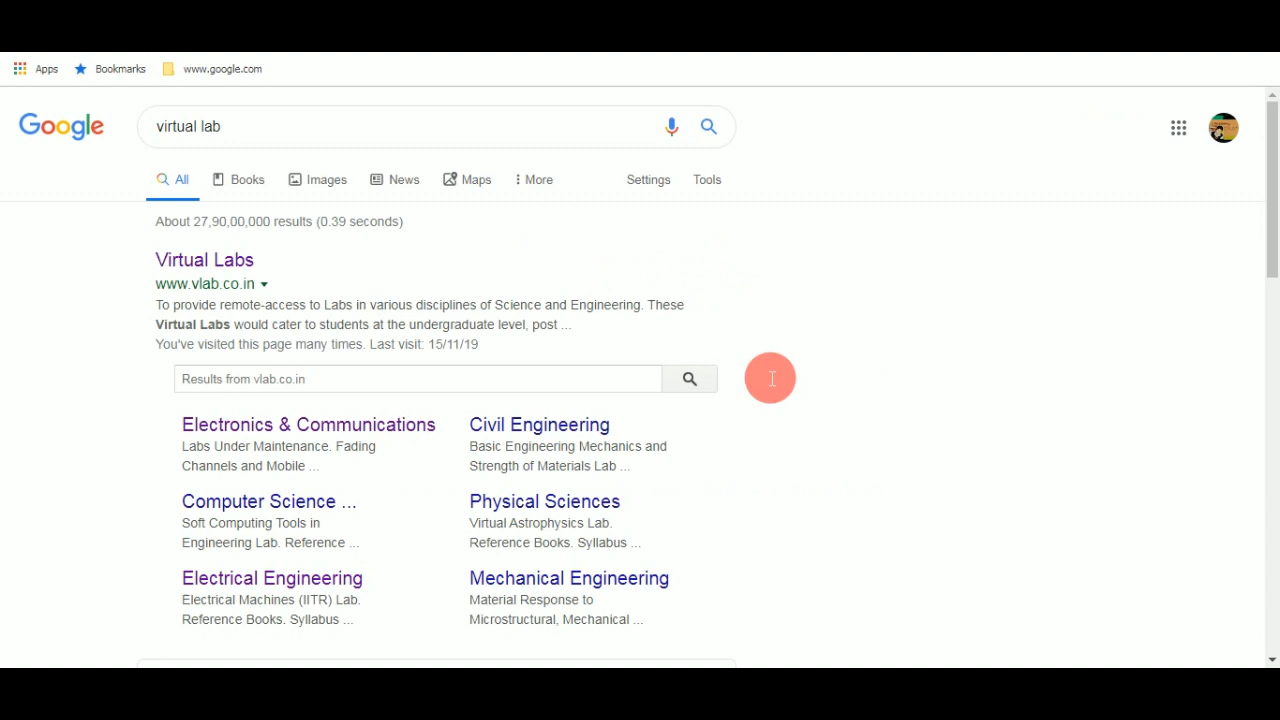 Apps Bookmarks www.google.com
Google virtual lab
All Books Images News Maps More Settings Tools
About 27,90,00,000 results (0.39 seconds)
Virtual Labs
www.vlab.co.in
To provide remote-access to Labs in various disciplines of Science and Engineering. These
Virtual Labs would cater to students at the undergraduate level, post ...
You've visited this page many times. Last visit: 15/11/19
Results from vlab.co.in
Electronics & Communications
Labs Under Maintenance. Fading
Channels and Mobile ...
Civil Engineering
Basic Engineering Mechanics and
Strength of Materials Lab ...
Computer Science ...
Soft Computing Tools in
Engineering Lab. Reference ...
Physical Sciences
Virtual Astrophysics Lab.
Reference Books. Syllabus ...
Electrical Engineering
Electrical Machines (IITR) Lab.
Reference Books. Syllabus ...
Mechanical Engineering
Material Response to
Microstructural, Mechanical ...